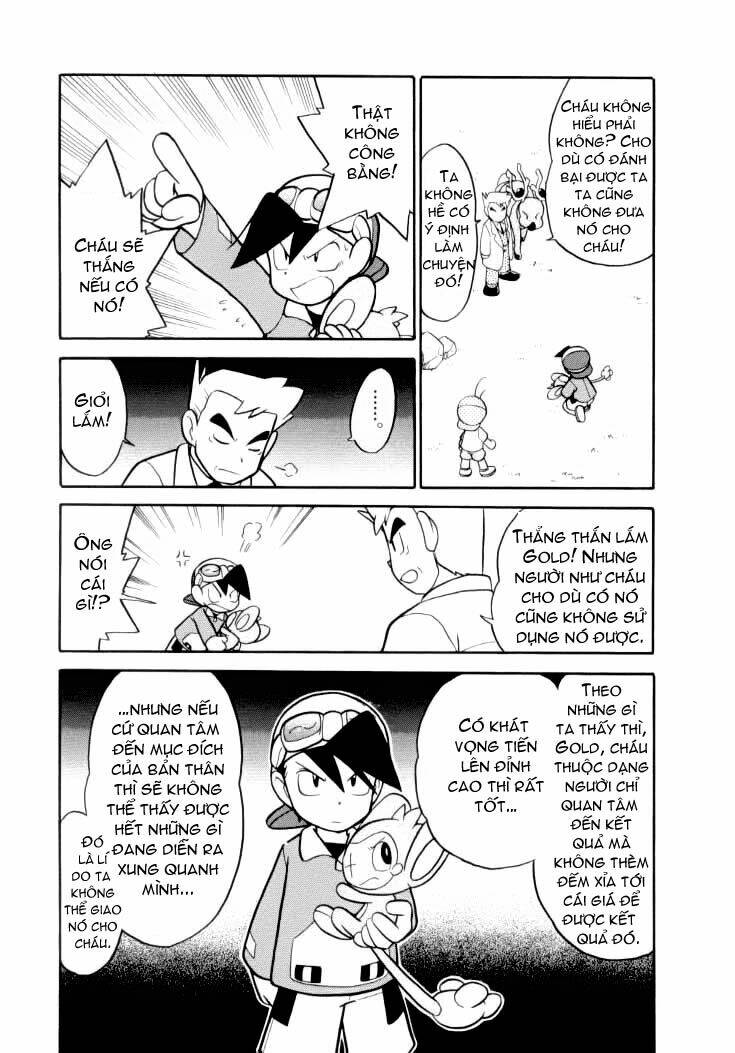 CHÁU KHÔNG
HIỂU PHẢI
KHÔNG? CHO
DÙ CÓ ĐÁNH
BẠI ĐƯỢC TA
TA CŨNG
KHÔNG ĐƯA
NÓ CHO
CHÁU!
TA
KHÔNG
HỀ CÓ
Ý ĐỊNH
LÀM
CHUYỆN
ĐÓ!
THẬT
KHÔNG
CÔNG
BẰNG!
CHÁU SẼ
THẮNG
NẾU CÓ
NÓ!
......
GIỎI
LẮM!
THẲNG THẮN LẮM
GOLD! NHƯNG
NGƯỜI NHƯ CHÁU
CHO DÙ CÓ NÓ
CŨNG KHÔNG SỬ
DỤNG NÓ ĐƯỢC.
ÔNG
NÓI
CÁI
GÌ!?
THEO
NHỮNG GÌ
TA THẤY THÌ,
GOLD, CHÁU
THUỘC DẠNG
NGƯỜI CHỈ
QUAN TÂM
ĐẾN KẾT
QUẢ MÀ
KHÔNG THÈM
ĐẾM XỈA TỚI
CÁI GIÁ ĐỂ
ĐƯỢC KẾT
QUẢ ĐÓ.
CÓ KHÁT
VỌNG TIẾN
LÊN ĐỈNH
CAO THÌ RẤT
TỐT...
...NHƯNG NẾU
CỨ QUAN TÂM
ĐẾN MỤC ĐÍCH
CỦA BẢN THÂN
THÌ SẼ KHÔNG
THỂ THẤY ĐƯỢC
HẾT NHỮNG GÌ
ĐANG DIỄN RA
XUNG QUANH
MÌNH...
ĐÓ
LÀ LÍ
DO TA
KHÔNG
THỂ GIAO
NÓ CHO
CHÁU.